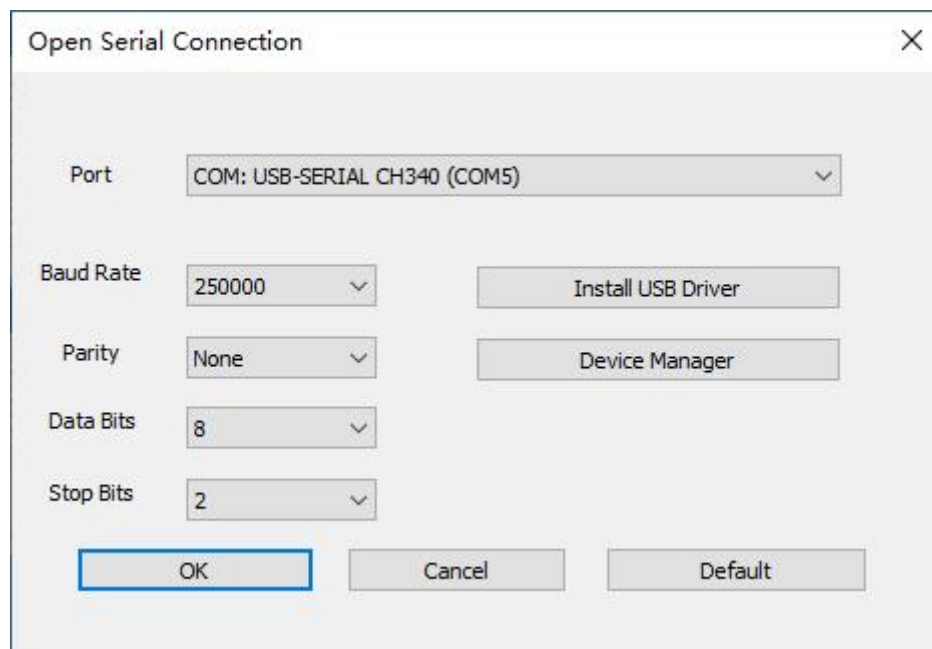 Open Serial Connection
Port
COM: USB-SERIAL CH340 (COM5)
Baud Rate
250000
Install USB Driver
Parity
None
Device Manager
Data Bits
8
Stop Bits
2
OK
Cancel
Default